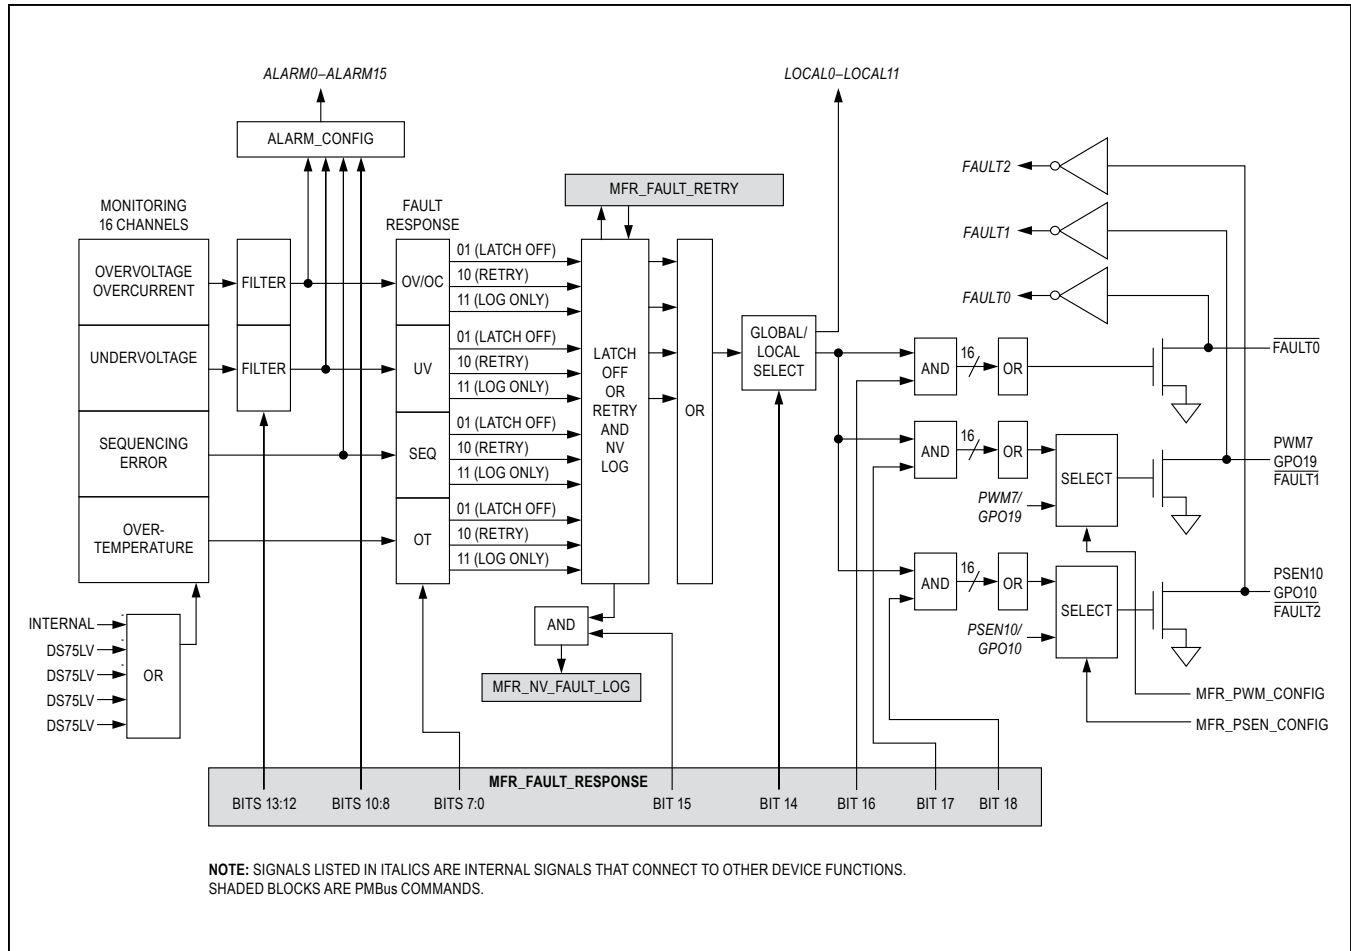 ALARM0–ALARM15
LOCAL0–LOCAL11
ALARM_CONFIG
FAULT2
FAULT1
FAULT0
MFR_FAULT_RETRY
MONITORING
16 CHANNELS
FAULT
RESPONSE
OVERVOLTAGE
OVERCURRENT
FILTER
OV/OC
01 (LATCH OFF)
10 (RETRY)
11 (LOG ONLY)
UNDERVOLTAGE
FILTER
UV
01 (LATCH OFF)
10 (RETRY)
11 (LOG ONLY)
SEQUENCING
ERROR
SEQ
01 (LATCH OFF)
10 (RETRY)
11 (LOG ONLY)
OVER-
TEMPERATURE
OT
01 (LATCH OFF)
10 (RETRY)
11 (LOG ONLY)
LATCH
OFF
OR
RETRY
AND
NV
LOG
OR
GLOBAL/
LOCAL
SELECT
AND
16
OR
FAULT0
AND
16
OR
SELECT
PWM7/
GPO19
PWM7
GPO19
FAULT1
AND
16
OR
SELECT
PSEN10/
GPO10
PSEN10
GPO10
FAULT2
INTERNAL
DS75LV
DS75LV
DS75LV
DS75LV
OR
AND
MFR_NV_FAULT_LOG
MFR_PWM_CONFIG
MFR_PSEN_CONFIG
MFR_FAULT_RESPONSE
BITS 13:12
BITS 10:8
BITS 7:0
BIT 15
BIT 14
BIT 16
BIT 17
BIT 18
NOTE: SIGNALS LISTED IN ITALICS ARE INTERNAL SIGNALS THAT CONNECT TO OTHER DEVICE FUNCTIONS.
SHADED BLOCKS ARE PMBus COMMANDS.